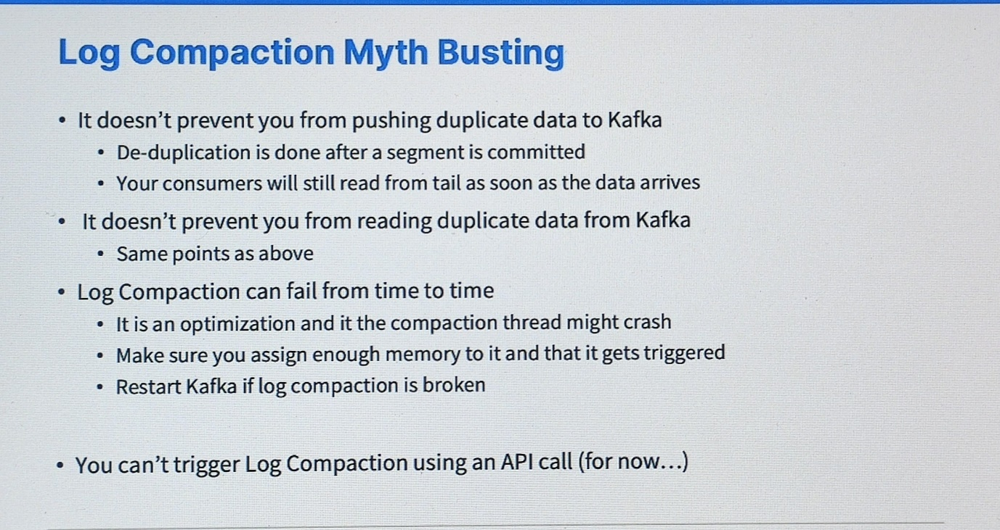 Log Compaction Myth Busting
• It doesn't prevent you from pushing duplicate data to Kafka
• De-duplication is done after a segment is committed
• Your consumers will still read from tail as soon as the data arrives
• It doesn't prevent you from reading duplicate data from Kafka
• Same points as above
• Log Compaction can fail from time to time
• It is an optimization and it the compaction thread might crash
• Make sure you assign enough memory to it and that it gets triggered
• Restart Kafka if log compaction is broken
• You can't trigger Log Compaction using an API call (for now...)